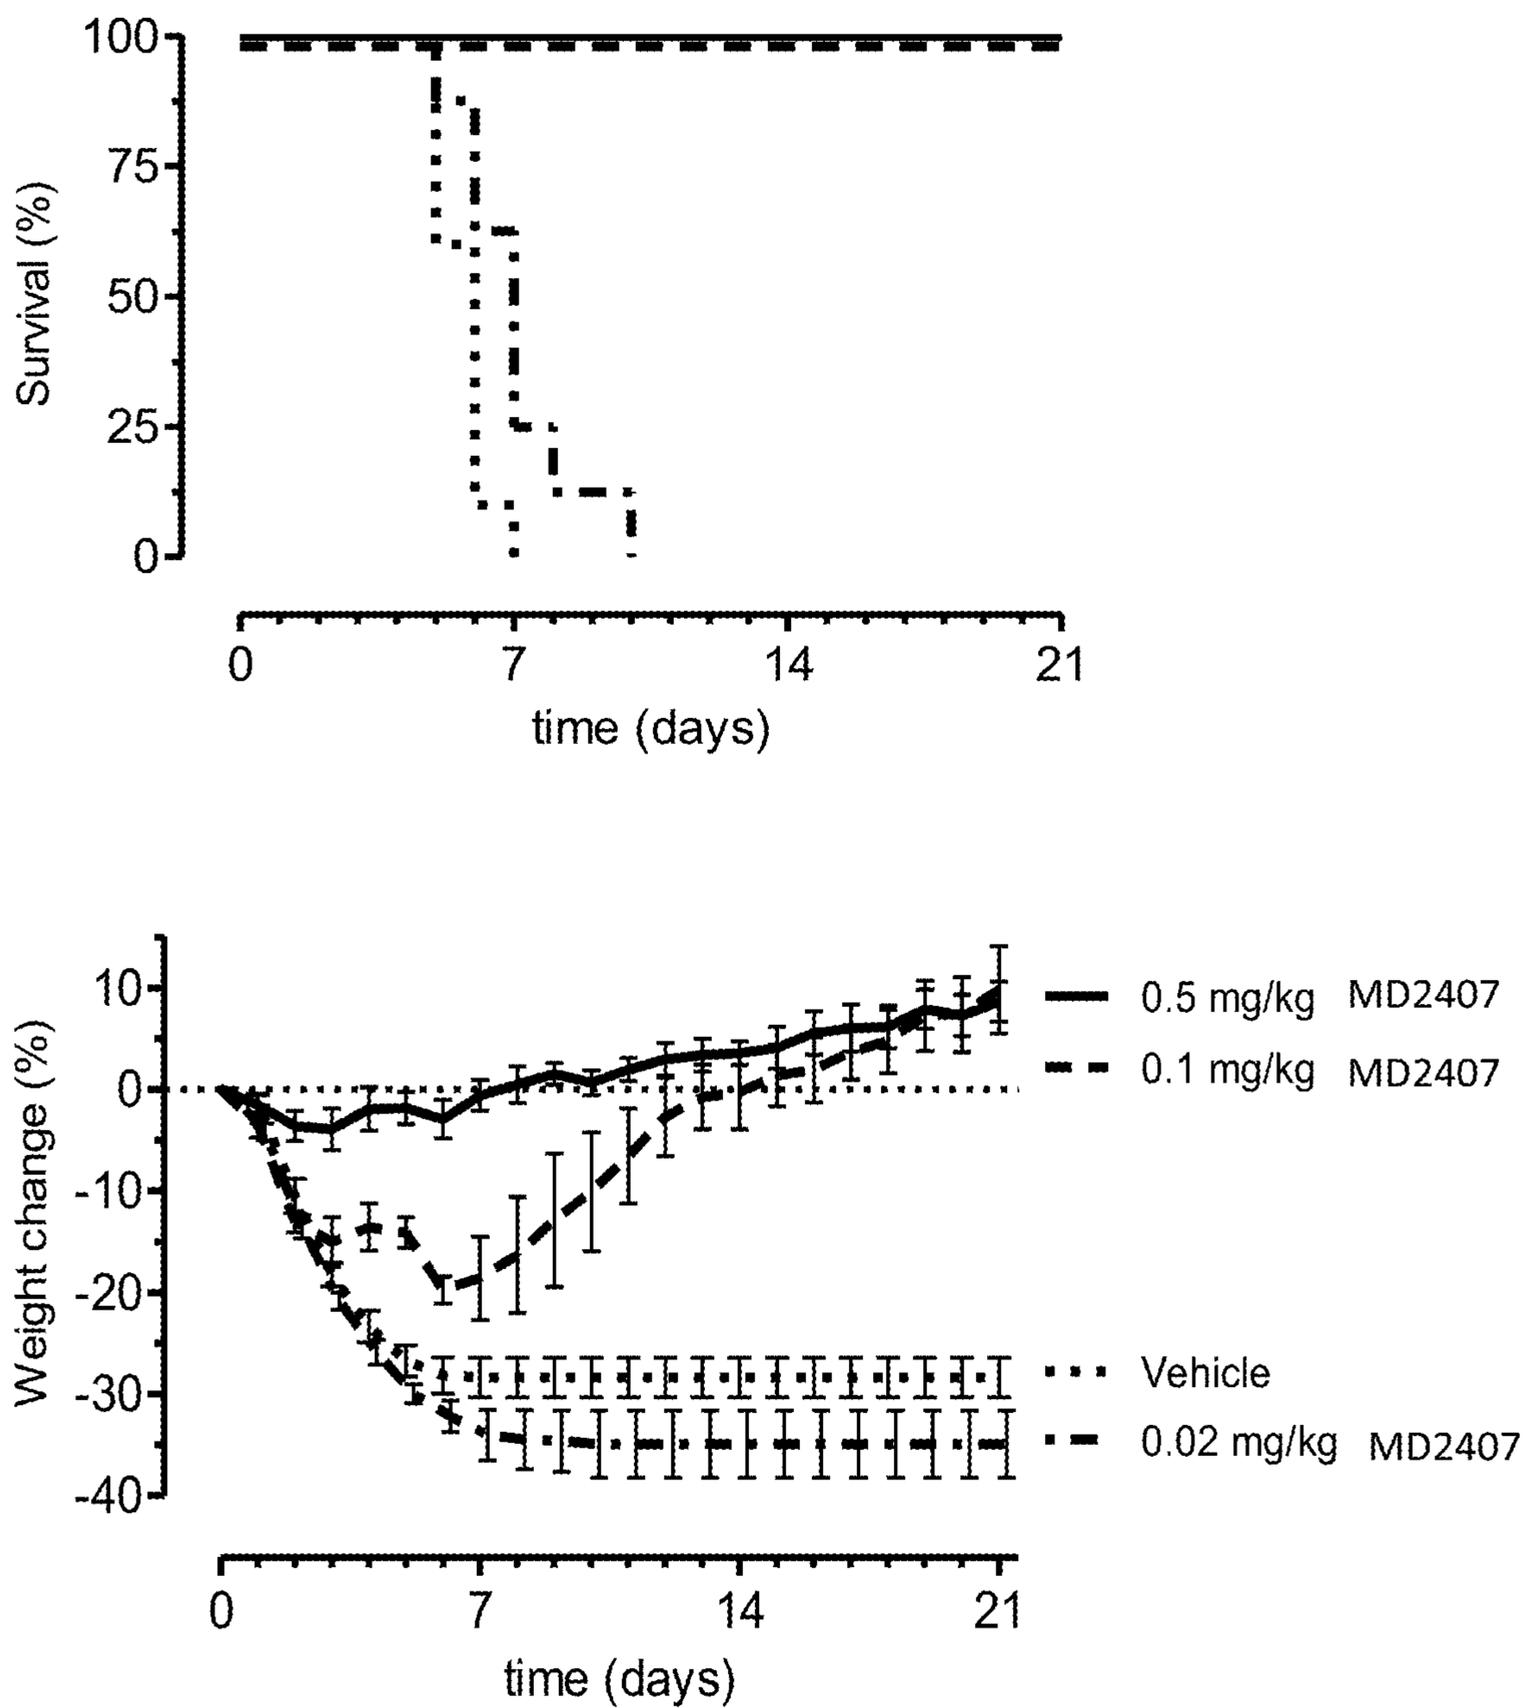 100
75
50
25
0
Survival (%)
0 7 14 21
time (days)
10
0
-10
-20
-30
-40
Weight change (%)
0 7 14 21
time (days)
0.5 mg/kg MD2407
0.1 mg/kg MD2407
Vehicle
0.02 mg/kg MD2407